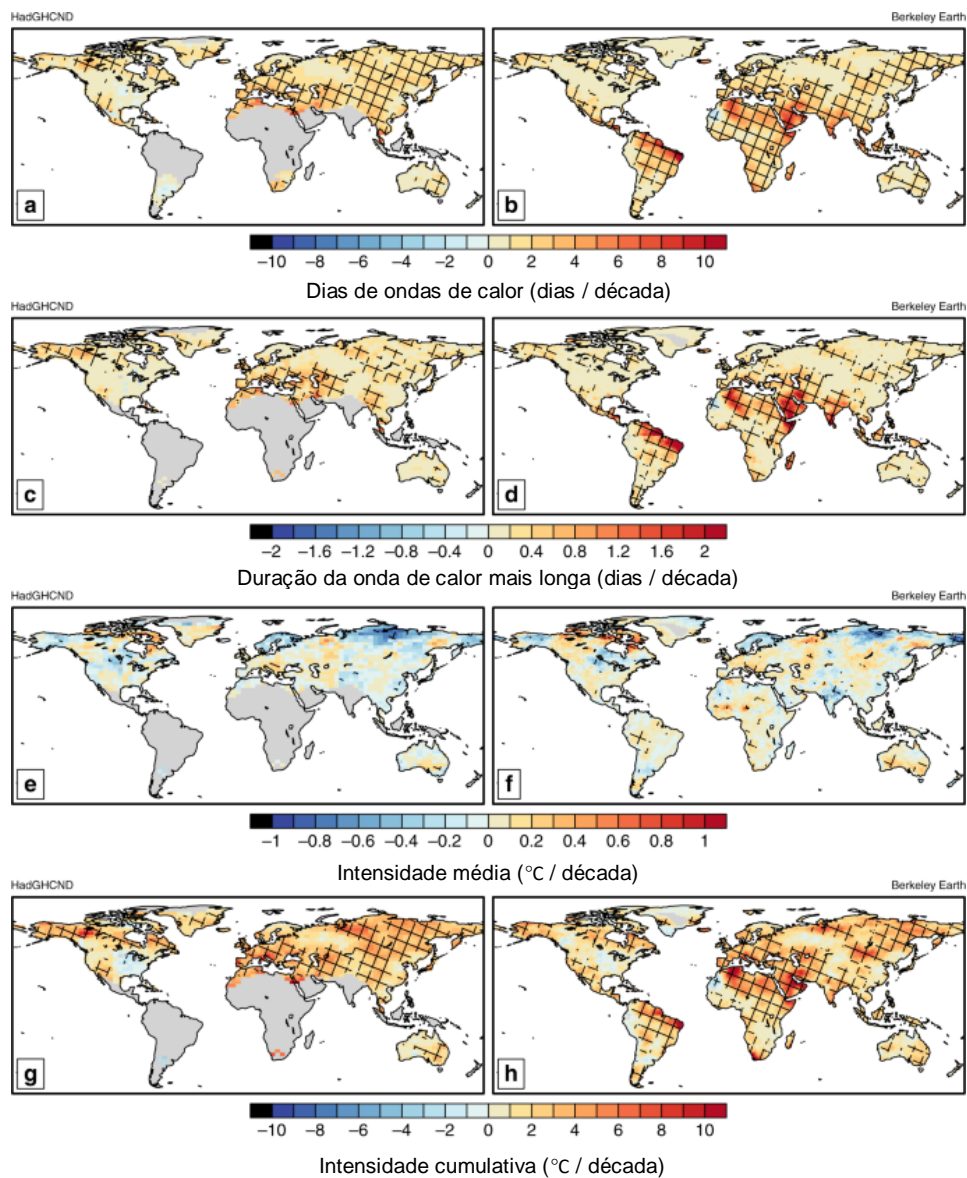 HadGHCND Berkeley Earth
a b
−10 −8 −6 −4 −2 0 2 4 6 8 10
Dias de ondas de calor (dias / década)
HadGHCND Berkeley Earth
c d
−2 −1.6 −1.2 −0.8 −0.4 0 0.4 0.8 1.2 1.6 2
Duração da onda de calor mais longa (dias / década)
HadGHCND Berkeley Earth
e f
−1 −0.8 −0.6 −0.4 −0.2 0 0.2 0.4 0.6 0.8 1
Intensidade média (°C / década)
HadGHCND Berkeley Earth
g h
−10 −8 −6 −4 −2 0 2 4 6 8 10
Intensidade cumulativa (°C / década)